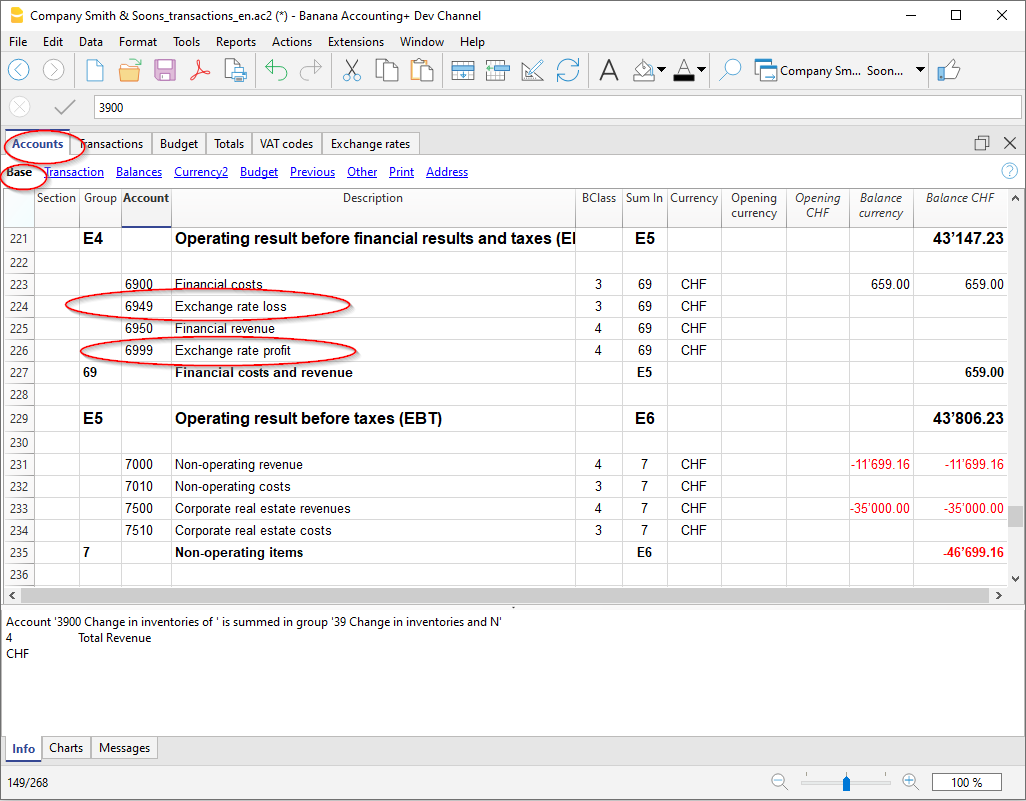 Company Smith & Soons_transactions_en.ac2 (*) - Banana Accounting+ Dev Channel
File Edit Data Format Tools Reports Actions Extensions Window Help
Company Sm... Soon...
3900
Accounts Transactions Budget Totals VAT codes Exchange rates
Base Transaction Balances Currency2 Budget Previous Other Print Address
Section Group Account Description BClass Sum In Currency Opening currency Opening CHF Balance currency Balance CHF
221 E4 Operating result before financial results and taxes (EI E5 43'147.23
222
223 6900 Financial costs 3 69 CHF 659.00 659.00
224 6949 Exchange rate loss 3 69 CHF
225 6950 Financial revenue 4 69 CHF
226 6999 Exchange rate profit 4 69 CHF
227 69 Financial costs and revenue E5 659.00
228
229 E5 Operating result before taxes (EBT) E6 43'806.23
230
231 7000 Non-operating revenue 4 7 CHF -11'699.16 -11'699.16
232 7010 Non-operating costs 3 7 CHF
233 7500 Corporate real estate revenues 4 7 CHF -35'000.00 -35'000.00
234 7510 Corporate real estate costs 3 7 CHF
235 7 Non-operating items E6 -46'699.16
236
Account '3900 Change in inventories of ' is summed in group '39 Change in inventories and N'
4 Total Revenue
CHF
Info Charts Messages
149/268 100 %